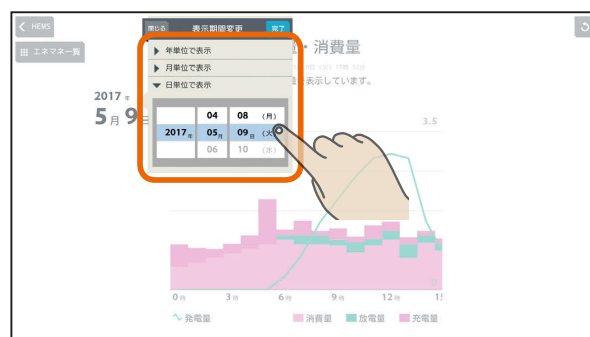 HEMS
エネマネ一覧
閉じる 表示期間変更 完了
年単位で表示
月単位で表示
日単位で表示
・消費量
表示しています。
2017年
5月9日
04 08 (月)
2017年 05月 09日 (火
06 10 (水)
3.5
0
0時 3時 6時 9時 12時 15
発電量 消費量 放電量 充電量